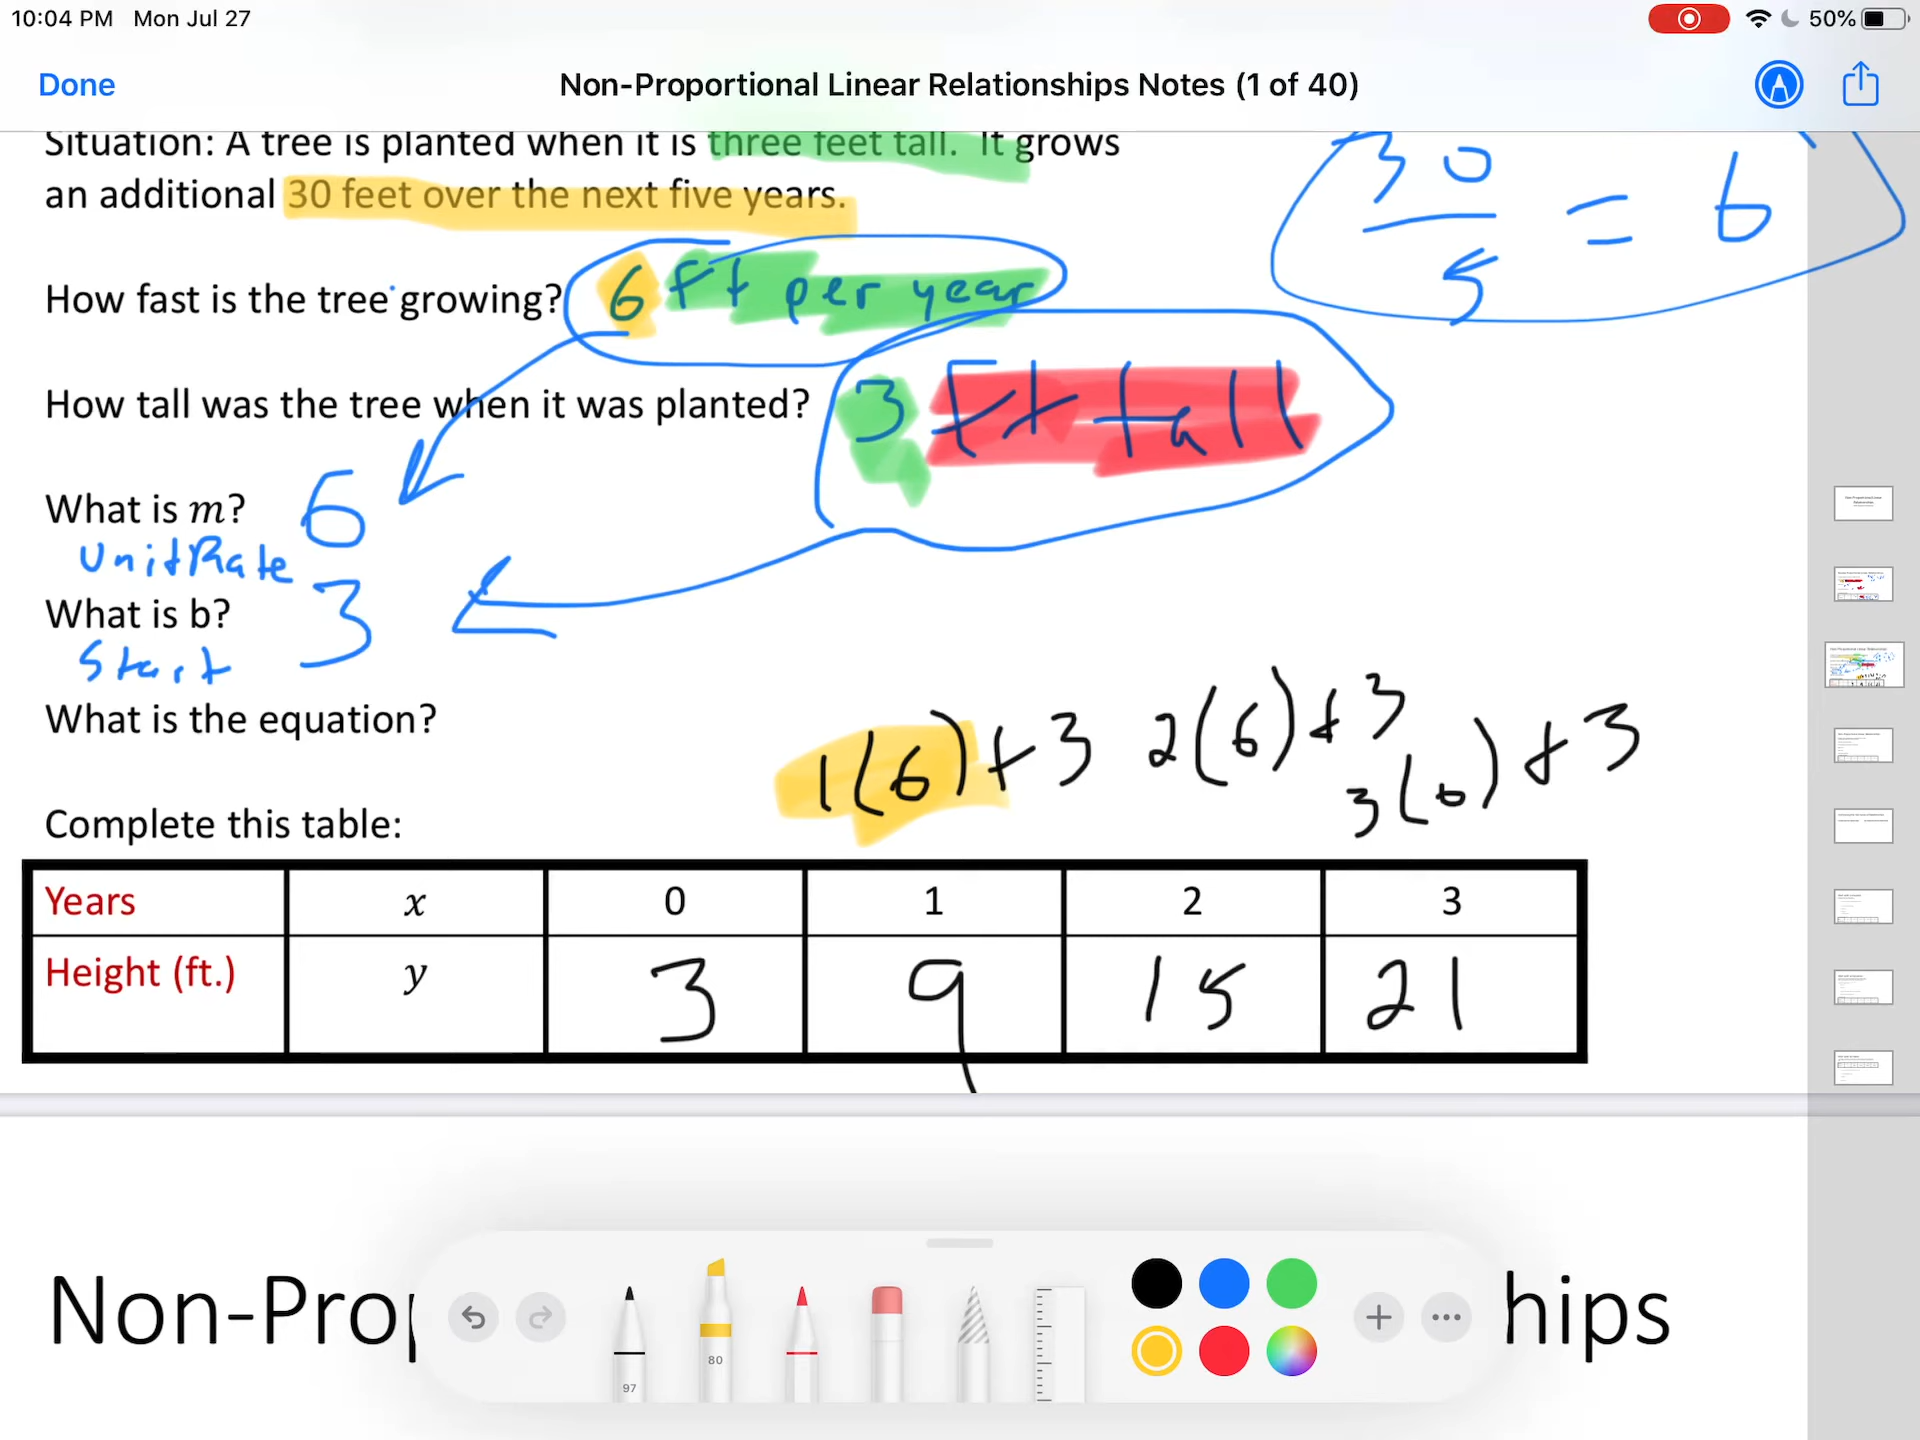 10:04 PM Mon Jul 27
50%
Done
Non-Proportional Linear Relationships Notes (1 of 40)
Situation: A tree is planted when it is three feet tall. It grows
an additional 30 feet over the next five years.
30
5
= 6
How fast is the tree growing? 6 ft per year
How tall was the tree when it was planted? 3 Ft tall
What is m? 6
Unit Rate
What is b? 3
Start
What is the equation?
1(6)+3 2(6)+3
3(6)+3
Complete this table:
Years x 0 1 2 3
Height (ft.) y 3 9 15 21
Non-Prop hips
97
80